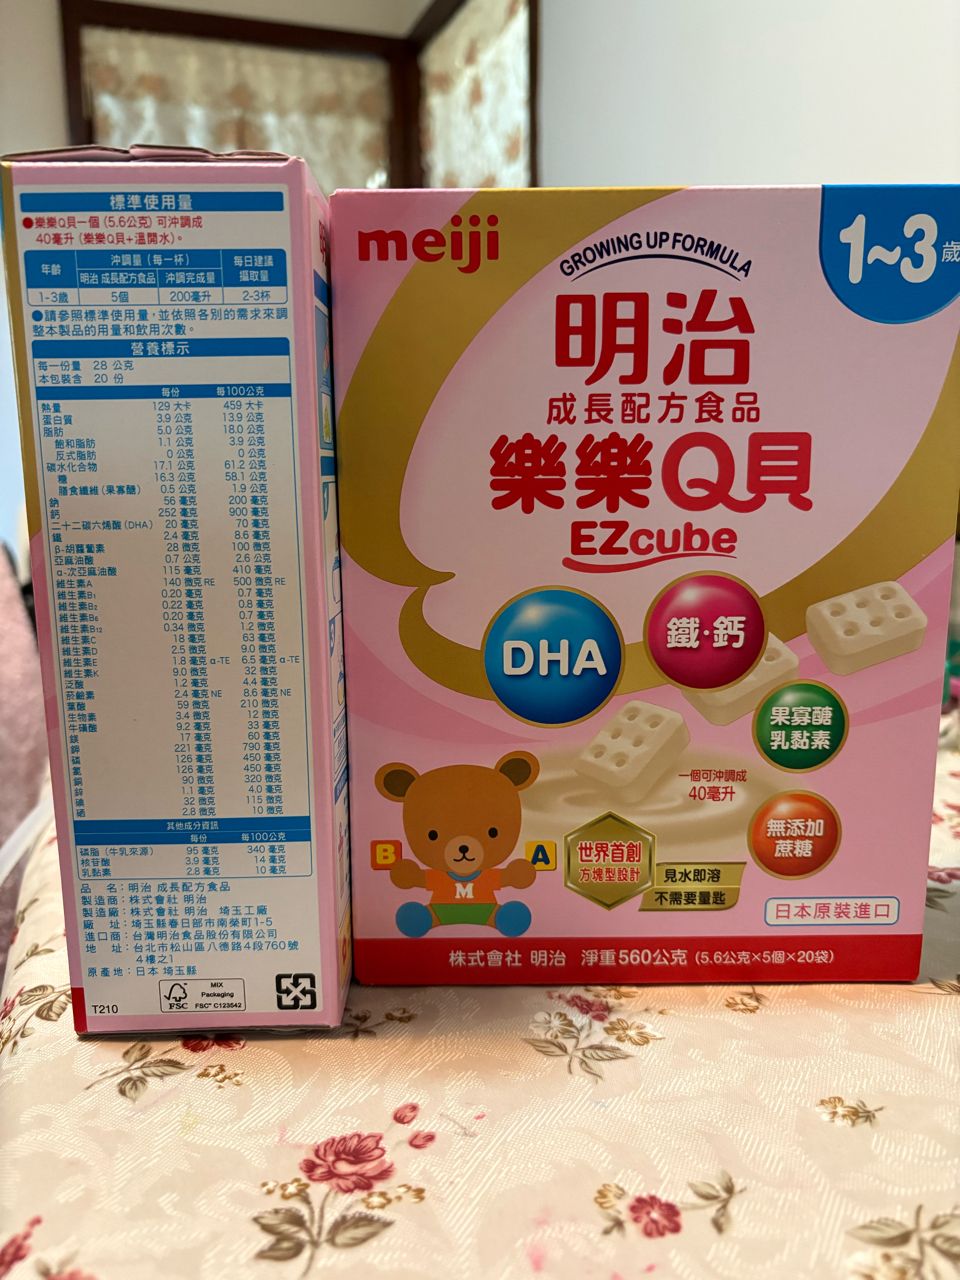 標準使用量
●樂樂Q貝一個(5.6公克)可沖調成
40毫升(樂樂Q貝+溫開水)。
年齡 沖調量(每一杯) 每日建議攝取量
明治 成長配方食品 沖調完成量
1-3歲 5個 200毫升 2-3杯
●請參照標準使用量,並依照各別的需求來調
整本製品的用量和飲用次數。
營養標示
每一份量 28 公克
本包裝含 20 份
每份 每100公克
熱量 129 大卡 459 大卡
蛋白質 3.9 公克 13.9 公克
脂肪 5.0 公克 18.0 公克
飽和脂肪 1.1 公克 3.9 公克
反式脂肪 0 公克 0 公克
碳水化合物 17.1 公克 61.2 公克
糖 16.3 公克 58.1 公克
膳食纖維(果寡醣) 0.5 公克 1.9 公克
鈉 56 毫克 200 毫克
鈣 252 毫克 900 毫克
二十二碳六烯酸(DHA) 20 毫克 70 毫克
鐵 2.4 毫克 8.6 毫克
β-胡蘿蔔素 28 微克 100 微克
亞麻油酸 0.7 公克 2.6 公克
α-次亞麻油酸 115 毫克 410 毫克
維生素A 140 微克 RE 500 微克 RE
維生素B1 0.20 毫克 0.7 毫克
維生素B2 0.22 毫克 0.8 毫克
維生素B6 0.20 毫克 0.7 毫克
維生素B12 0.34 微克 1.2 微克
維生素C 18 毫克 63 毫克
維生素D 2.5 微克 9.0 微克
維生素E 1.8 毫克 α-TE 6.5 毫克 α-TE
維生素K 9.0 微克 32 微克
泛酸 1.2 毫克 4.4 毫克
菸鹼素 2.4 毫克 NE 8.6 毫克 NE
葉酸 59 微克 210 微克
生物素 3.4 微克 12 微克
牛磺酸 9.2 毫克 33 毫克
鎂 17 毫克 60 毫克
鉀 221 毫克 790 毫克
磷 126 毫克 450 毫克
氯 126 毫克 450 毫克
銅 90 微克 320 微克
鋅 1.1 毫克 4.0 毫克
碘 32 微克 115 微克
硒 2.8 微克 10 微克
其他成分資訊
每份 每100公克
磷脂(牛乳來源) 95 毫克 340 毫克
核苷酸 3.9 毫克 14 毫克
乳黏素 2.8 毫克 10 毫克
品 名:明治 成長配方食品
製造商:株式會社 明治
製造廠:株式會社 明治 埼玉工廠
廠 址:埼玉縣春日部市南榮町1-5
進口商:台灣明治食品股份有限公司
地 址:台北市松山區八德路4段760號
4樓之1
原產地:日本 埼玉縣
T210
FSC
MIX
Packaging
FSC™ C123542
紙
meiji
GROWING UP FORMULA
1~3歲
明治
成長配方食品
樂樂Q貝
EZcube
DHA
鐵·鈣
果寡醣
乳黏素
一個可沖調成
40毫升
無添加
蔗糖
B
A
M
世界首創
方塊型設計
見水即溶
不需要量匙
日本原裝進口
株式會社 明治 淨重560公克(5.6公克×5個×20袋)